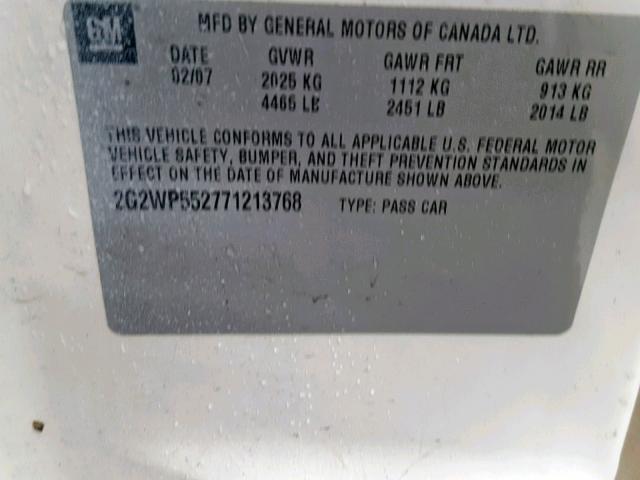 GM
MFD BY GENERAL MOTORS OF CANADA LTD.
DATE GVWR GAWR FRT GAWR RR
02/07 2025 KG 1112 KG 913 KG
4465 LB 2451 LB 2014 LB
THIS VEHICLE CONFORMS TO ALL APPLICABLE U.S. FEDERAL MOTOR
VEHICLE SAFETY, BUMPER, AND THEFT PREVENTION STANDARDS IN
EFFECT ON THE DATE OF MANUFACTURE SHOWN ABOVE.
2G2WP552771213768 TYPE: PASS CAR